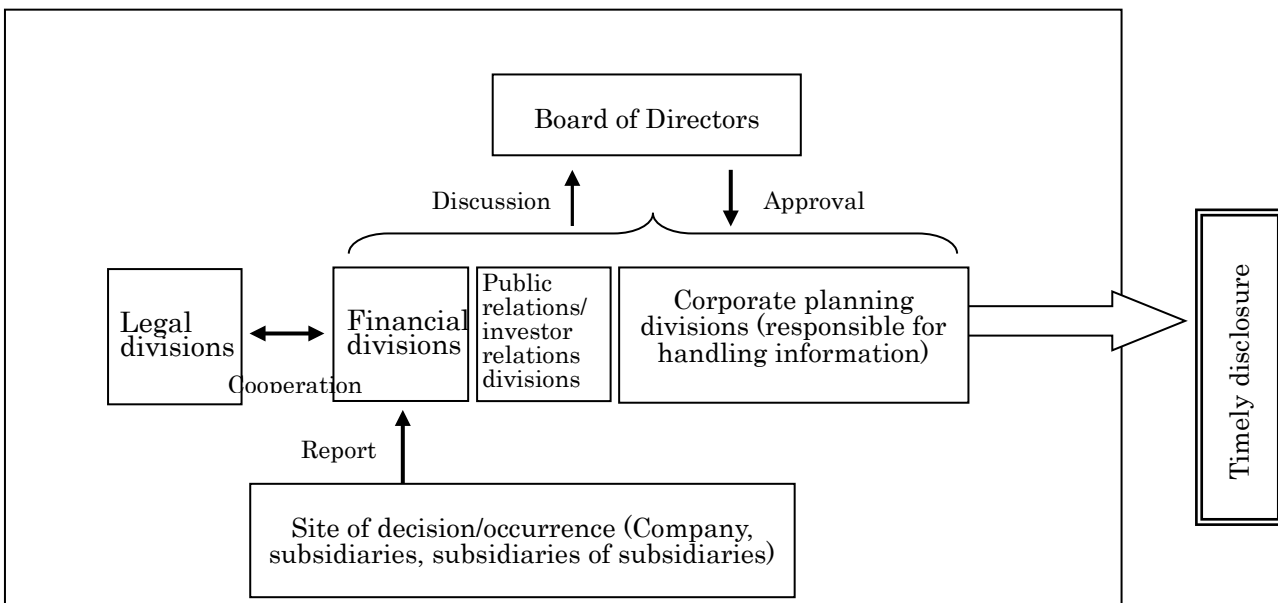 Board of Directors
Discussion
Approval
Legal
divisions
Cooperation
Financial
divisions
Public
relations/
investor
relations
divisions
Corporate planning
divisions (responsible for
handling information)
Timely disclosure
Report
Site of decision/occurrence (Company,
subsidiaries, subsidiaries of subsidiaries)